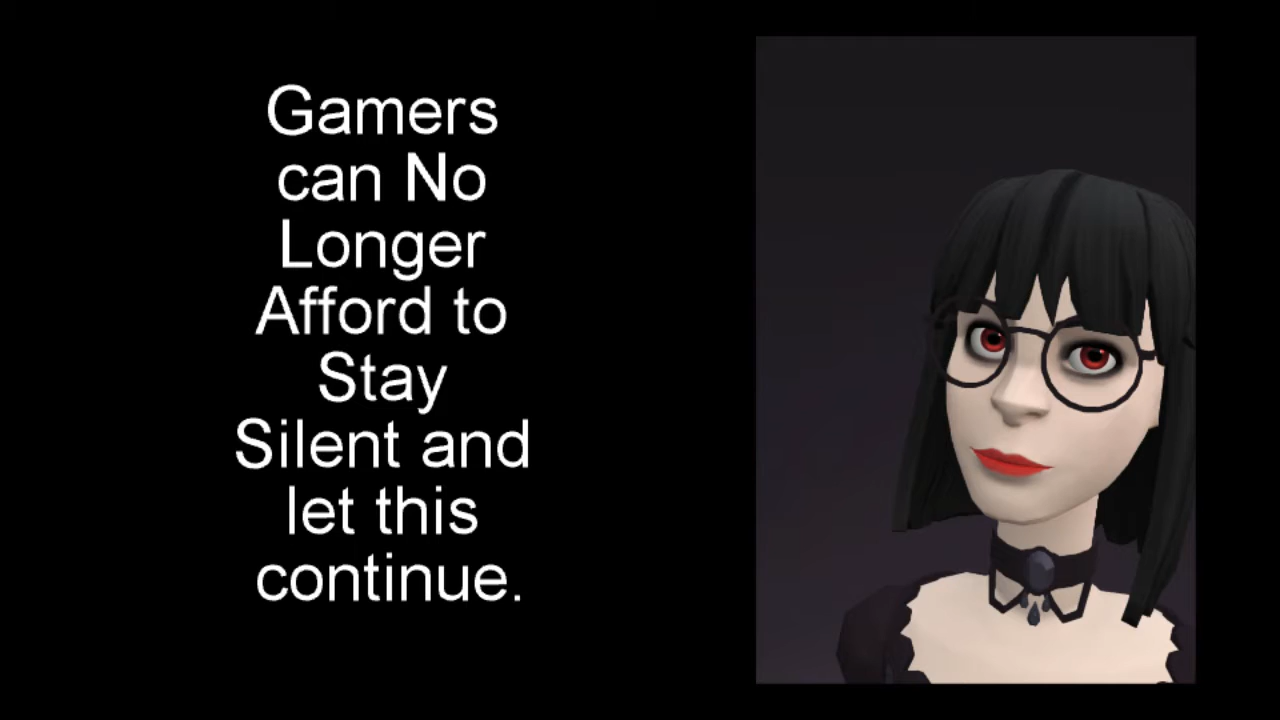 Gamers
can No
Longer
Afford to
Stay
Silent and
let this
continue.